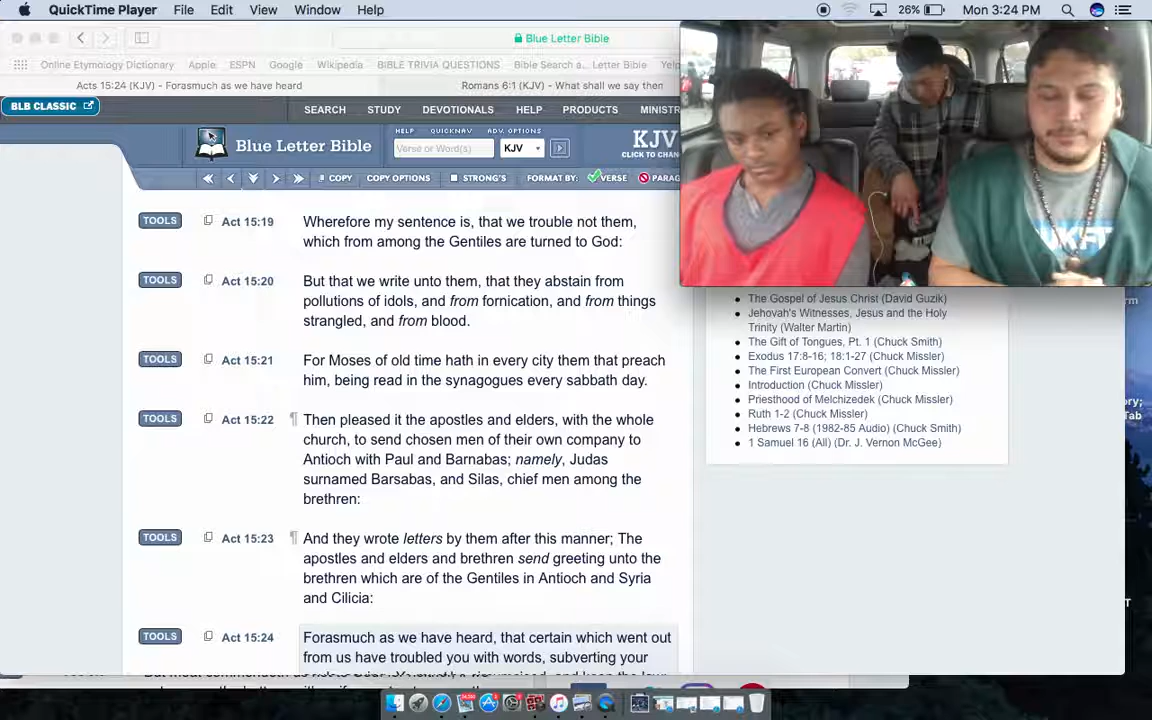 QuickTime Player File Edit View Window Help 26% Mon 3:24 PM
Blue Letter Bible
Online Etymology Dictionary Apple ESPN Google Wikipedia BIBLE TRIVIA QUESTIONS Bible Search a... Letter Bible Yelp
Acts 15:24 (KJV) - Forasmuch as we have heard Romans 6:1 (KJV) - What shall we say then
BLB CLASSIC
SEARCH STUDY DEVOTIONALS HELP PRODUCTS MINISTR
HELP QUICKNAV ADV. OPTIONS
Blue Letter Bible Verse or Word(s) KJV KJV
CLICK TO CHAN
COPY COPY OPTIONS STRONG'S FORMAT BY: VERSE PARAG
TOOLS Act 15:19 Wherefore my sentence is, that we trouble not them,
which from among the Gentiles are turned to God:
TOOLS Act 15:20 But that we write unto them, that they abstain from
pollutions of idols, and from fornication, and from things
strangled, and from blood.
TOOLS Act 15:21 For Moses of old time hath in every city them that preach
him, being read in the synagogues every sabbath day.
TOOLS Act 15:22 ¶ Then pleased it the apostles and elders, with the whole
church, to send chosen men of their own company to
Antioch with Paul and Barnabas; namely, Judas
surnamed Barsabas, and Silas, chief men among the
brethren:
TOOLS Act 15:23 ¶ And they wrote letters by them after this manner; The
apostles and elders and brethren send greeting unto the
brethren which are of the Gentiles in Antioch and Syria
and Cilicia:
TOOLS Act 15:24 Forasmuch as we have heard, that certain which went out
from us have troubled you with words, subverting your
The Gospel of Jesus Christ (David Guzik)
Jehovah's Witnesses, Jesus and the Holy
Trinity (Walter Martin)
The Gift of Tongues, Pt. 1 (Chuck Smith)
Exodus 17:8-16; 18:1-27 (Chuck Missler)
The First European Convert (Chuck Missler)
Introduction (Chuck Missler)
Priesthood of Melchizedek (Chuck Missler)
Ruth 1-2 (Chuck Missler)
Hebrews 7-8 (1982-85 Audio) (Chuck Smith)
1 Samuel 16 (All) (Dr. J. Vernon McGee)
ory;
Tab